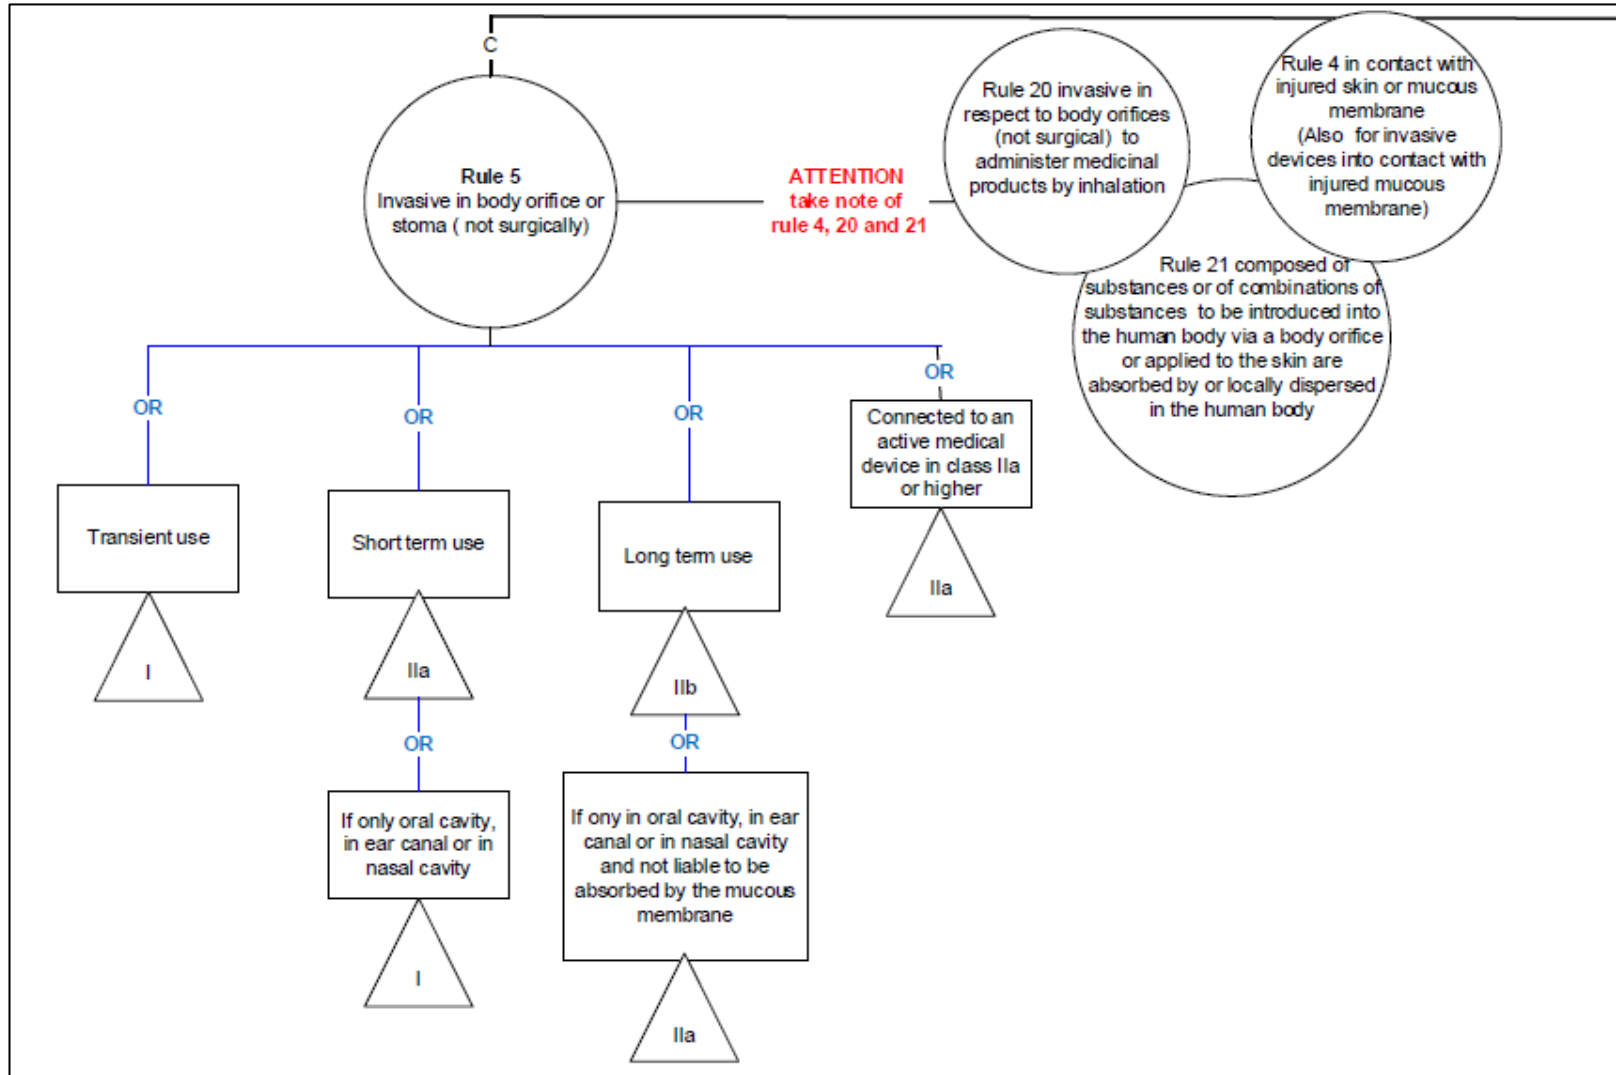 C
Rule 5
Invasive in body orifice or
stoma ( not surgically)
ATTENTION
take note of
rule 4, 20 and 21
Rule 20 invasive in
respect to body orifices
(not surgical) to
administer medicinal
products by inhalation
Rule 4 in contact with
injured skin or mucous
membrane
(Also for invasive
devices into contact with
injured mucous
membrane)
Rule 21 composed of
substances or of combinations of
substances to be introduced into
the human body via a body orifice
or applied to the skin are
absorbed by or locally dispersed
in the human body
OR
OR
OR
OR
Transient use
I
Short term use
IIa
OR
If only oral cavity,
in ear canal or in
nasal cavity
I
Long term use
IIb
OR
If ony in oral cavity, in ear
canal or in nasal cavity
and not liable to be
absorbed by the mucous
membrane
IIa
Connected to an
active medical
device in class IIa
or higher
IIa